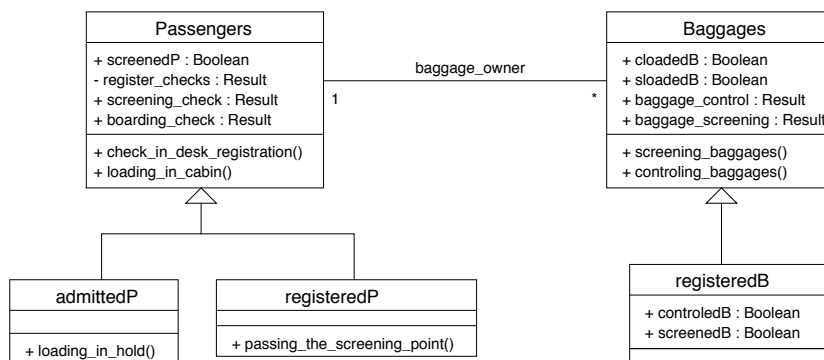 Passengers
+ screenedP : Boolean
- register_checks : Result
+ screening_check : Result
+ boarding_check : Result
+ check_in_desk_registration()
+ loading_in_cabin()
baggage_owner
1
*
Baggages
+ cloadedB : Boolean
+ sloadedB : Boolean
+ baggage_control : Result
+ baggage_screening : Result
+ screening_baggages()
+ controling_baggages()
admittedP
+ loading_in_hold()
registeredP
+ passing_the_screening_point()
registeredB
+ controledB : Boolean
+ screenedB : Boolean